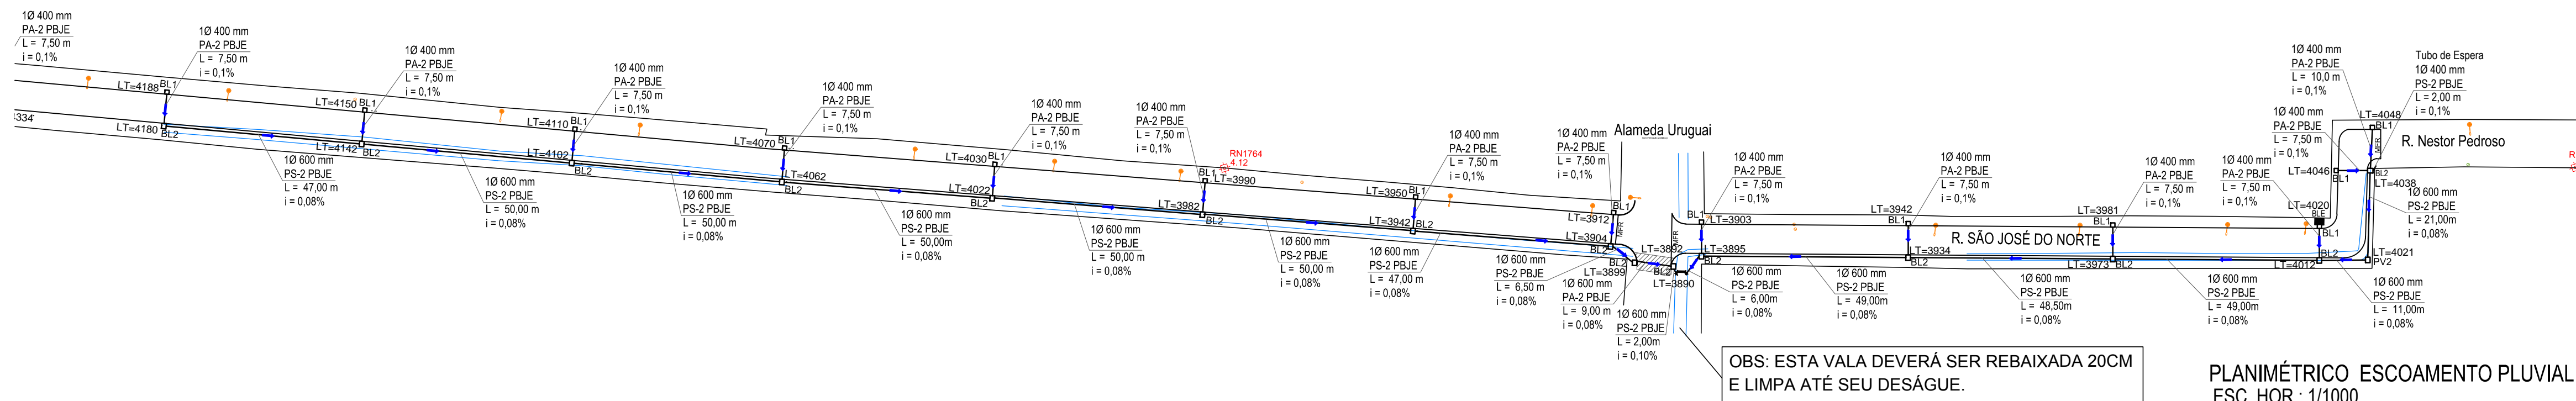 1Ø 400 mm
PA-2 PBJE
L = 7,50 m
i = 0,1%
1Ø 400 mm
PA-2 PBJE
L = 7,50 m
i = 0,1%
LT=4188
BL1
LT=4180
BL2
1Ø 600 mm
PS-2 PBJE
L = 47,00 m
i = 0,08%
1Ø 400 mm
PA-2 PBJE
L = 7,50 m
i = 0,1%
LT=4150
BL1
LT=4142
BL2
1Ø 600 mm
PS-2 PBJE
L = 50,00 m
i = 0,08%
1Ø 400 mm
PA-2 PBJE
L = 7,50 m
i = 0,1%
LT=4110
BL1
LT=4102
BL2
1Ø 600 mm
PS-2 PBJE
L = 50,00 m
i = 0,08%
1Ø 400 mm
PA-2 PBJE
L = 7,50 m
i = 0,1%
LT=4070
BL1
LT=4062
BL2
1Ø 600 mm
PS-2 PBJE
L = 50,00m
i = 0,08%
1Ø 400 mm
PA-2 PBJE
L = 7,50 m
i = 0,1%
LT=4030
BL1
LT=4022
BL2
1Ø 600 mm
PS-2 PBJE
L = 50,00 m
i = 0,08%
1Ø 400 mm
PA-2 PBJE
L = 7,50 m
i = 0,1%
RN1764
4.12
BL1
LT=3990
LT=3982
BL2
1Ø 600 mm
PS-2 PBJE
L = 50,00 m
i = 0,08%
1Ø 400 mm
PA-2 PBJE
L = 7,50 m
i = 0,1%
LT=3950
BL1
LT=3942
BL2
1Ø 600 mm
PS-2 PBJE
L = 47,00 m
i = 0,08%
1Ø 400 mm
PA-2 PBJE
L = 7,50 m
i = 0,1%
Alameda Uruguai
LT=3912
BL1
MFR
LT=3904
BL2
1Ø 600 mm
PS-2 PBJE
L = 6,50 m
i = 0,08%
LT=3899
BL2
1Ø 600 mm
PA-2 PBJE
L = 9,00 m
i = 0,08%
LT=3892
BL2
LT=3890
1Ø 600 mm
PS-2 PBJE
L = 2,00m
i = 0,10%
1Ø 400 mm
PA-2 PBJE
L = 7,50 m
i = 0,1%
BL1
LT=3903
MFR
LT=3895
BL2
1Ø 600 mm
PS-2 PBJE
L = 6,00m
i = 0,08%
1Ø 600 mm
PS-2 PBJE
L = 49,00m
i = 0,08%
1Ø 400 mm
PA-2 PBJE
L = 7,50 m
i = 0,1%
LT=3942
BL1
R. SÃO JOSÉ DO NORTE
LT=3934
BL2
1Ø 600 mm
PS-2 PBJE
L = 48,50m
i = 0,08%
1Ø 400 mm
PA-2 PBJE
L = 7,50 m
i = 0,1%
LT=3981
BL1
LT=3973
BL2
1Ø 600 mm
PS-2 PBJE
L = 49,00m
i = 0,08%
1Ø 400 mm
PA-2 PBJE
L = 7,50 m
i = 0,1%
LT=4020
BLE
BL1
BL2
LT=4012
1Ø 600 mm
PS-2 PBJE
L = 11,00m
i = 0,08%
1Ø 400 mm
PA-2 PBJE
L = 7,50 m
i = 0,1%
LT=4046
BL1
1Ø 400 mm
PA-2 PBJE
L = 10,0 m
i = 0,1%
Tubo de Espera
1Ø 400 mm
PS-2 PBJE
L = 2,00 m
i = 0,1%
LT=4048
BL1
MFR
R. Nestor Pedroso
BL2
LT=4038
1Ø 600 mm
PS-2 PBJE
L = 21,00m
i = 0,08%
LT=4021
PV2
OBS: ESTA VALA DEVERÁ SER REBAIXADA 20CM
E LIMPA ATÉ SEU DESÁGUE.
PLANIMÉTRICO ESCOAMENTO PLUVIAL
ESC. HOR.: 1/1000